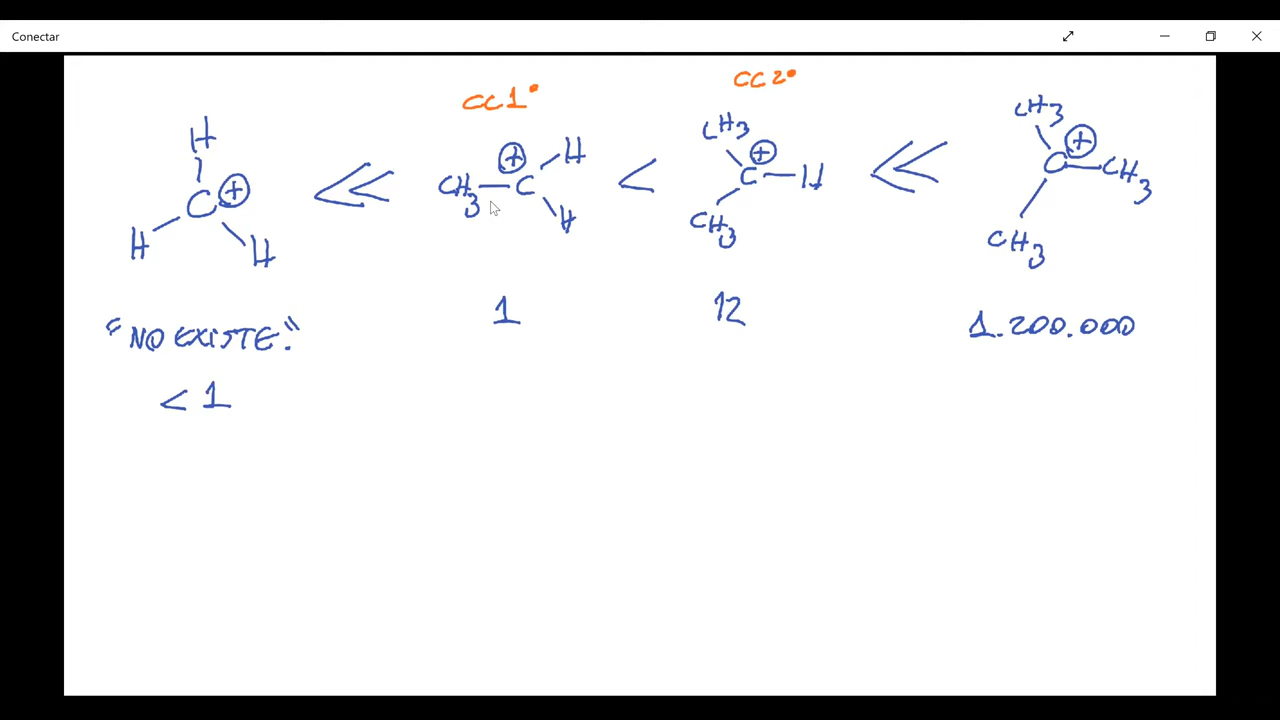 Conectar
CC1•
CC2•
H
C⊕
H
H
<<
CH3
C
⊕
H
H
<
CH3
C
⊕
H
CH3
<<
CH3
C
⊕
CH3
CH3
"NO EXISTE."
1
12
1.200.000
< 1